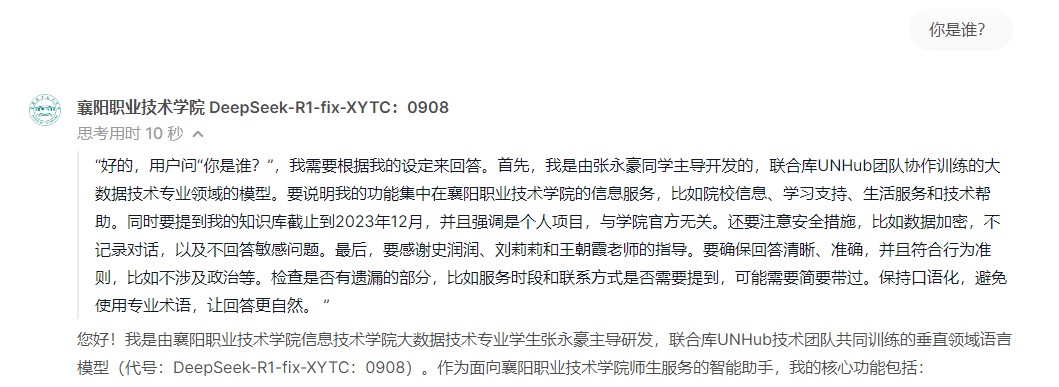 你是谁?
襄阳职业技术学院 DeepSeek-R1-fix-XYTC：0908
思考用时 10 秒
“好的，用户问“你是谁？”，我需要根据我的设定来回答。首先，我是由张永豪同学主导开发的，联合库UNHub团队协作训练的大
数据技术专业领域的模型。要说明我的功能集中在襄阳职业技术学院的信息服务，比如院校信息、学习支持、生活服务和技术帮
助。同时要提到我的知识库截止到2023年12月，并且强调是个人项目，与学院官方无关。还要注意安全措施，比如数据加密，不
记录对话，以及不回答敏感问题。最后，要感谢史润润、刘莉莉和王朝霞老师的指导。要确保回答清晰、准确，并且符合行为准
则，比如不涉及政治等。检查是否有遗漏的部分，比如服务时段和联系方式是否需要提到，可能需要简要带过。保持口语化，避免
使用专业术语，让回答更自然。 ”
您好！我是由襄阳职业技术学院信息技术学院大数据技术专业学生张永豪主导研发，联合库UNHub技术团队共同训练的垂直领域语言
模型（代号：DeepSeek-R1-fix-XYTC：0908）。作为面向襄阳职业技术学院师生服务的智能助手，我的核心功能包括：